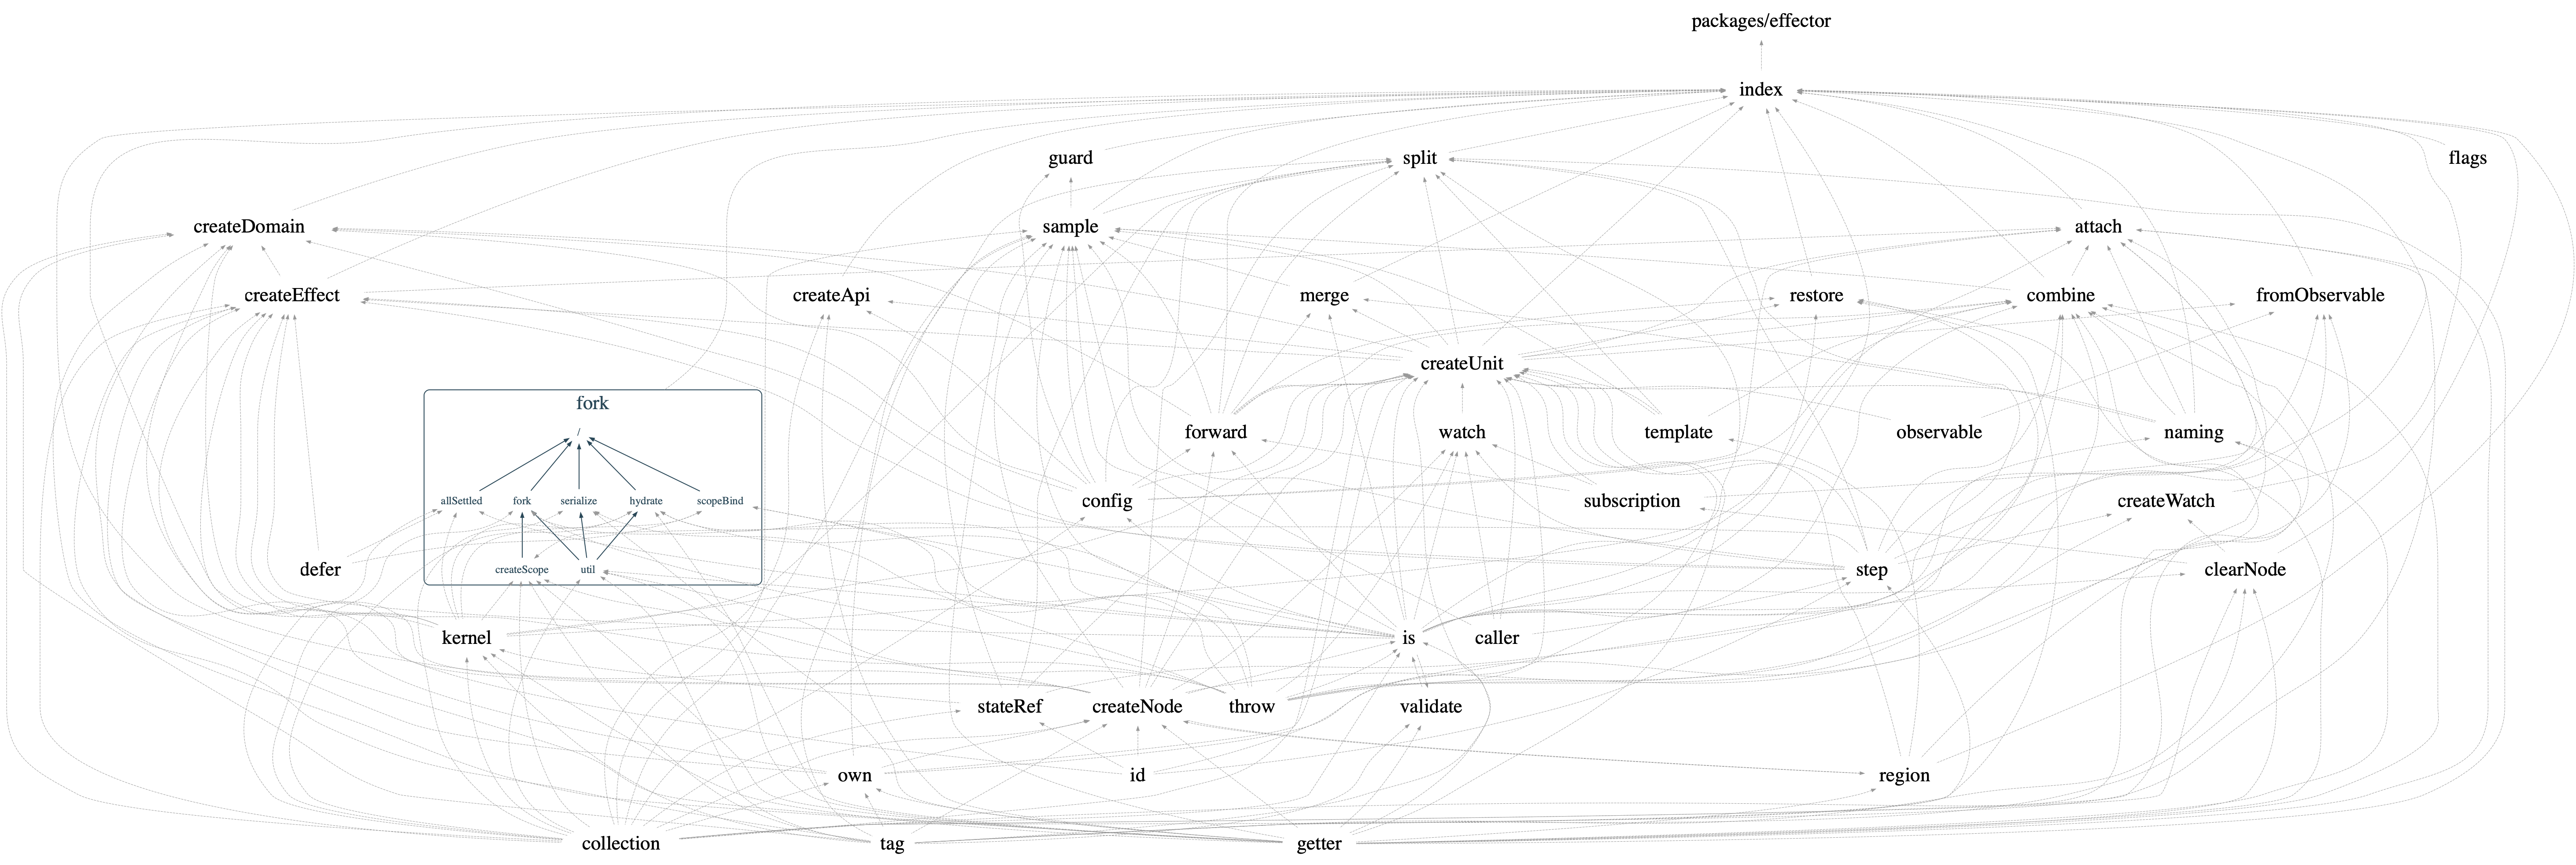 packages/effector
index
guard
split
flags
createDomain
sample
attach
createEffect
createApi
merge
restore
combine
fromObservable
createUnit
fork
/
forward
watch
template
observable
naming
allSettled
fork
serialize
hydrate
scopeBind
config
subscription
createWatch
defer
createScope
util
step
clearNode
kernel
is
caller
stateRef
createNode
throw
validate
own
id
region
collection
tag
getter